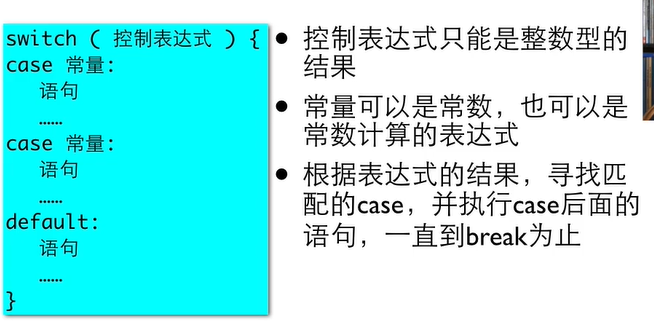 switch ( 控制表达式 ) {
case 常量:
语句
……
case 常量:
语句
……
default:
语句
……
}
• 控制表达式只能是整数型的
结果
• 常量可以是常数，也可以是
常数计算的表达式
• 根据表达式的结果，寻找匹
配的case，并执行case后面的
语句，一直到break为止